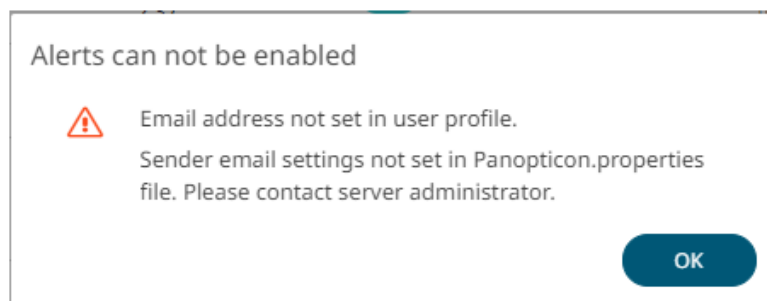 Alerts can not be enabled
Email address not set in user profile.
Sender email settings not set in Panopticon.properties
file. Please contact server administrator.
OK